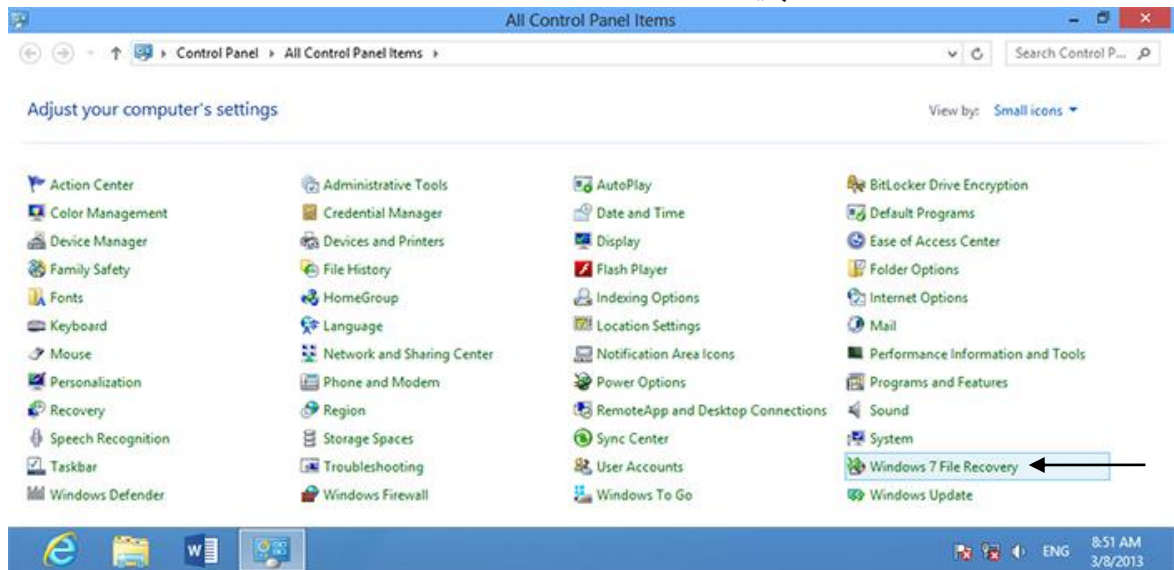 All Control Panel Items
Control Panel All Control Panel Items Search Control P...
Adjust your computer's settings View by: Small icons
Action Center Administrative Tools AutoPlay BitLocker Drive Encryption
Color Management Credential Manager Date and Time Default Programs
Device Manager Devices and Printers Display Ease of Access Center
Family Safety File History Flash Player Folder Options
Fonts HomeGroup Indexing Options Internet Options
Keyboard Language Location Settings Mail
Mouse Network and Sharing Center Notification Area Icons Performance Information and Tools
Personalization Phone and Modem Power Options Programs and Features
Recovery Region RemoteApp and Desktop Connections Sound
Speech Recognition Storage Spaces Sync Center System
Taskbar Troubleshooting User Accounts Windows 7 File Recovery
Windows Defender Windows Firewall Windows To Go Windows Update
ENG 8:51 AM
3/8/2013